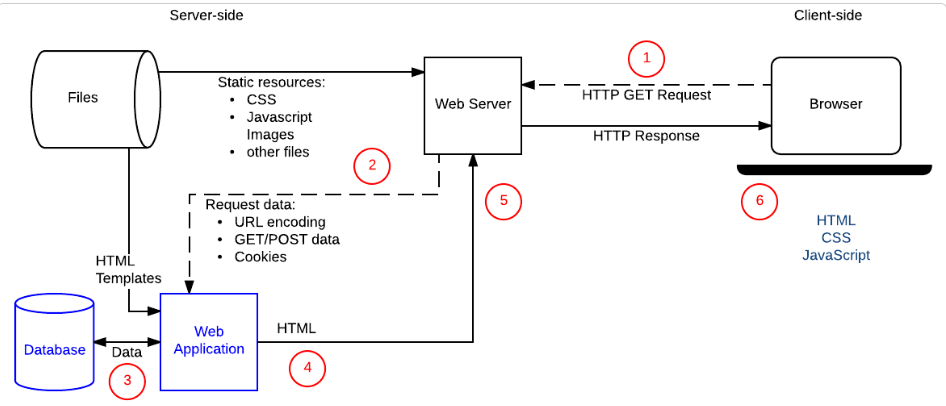 Server-side
Client-side
Files
Static resources:
• CSS
• Javascript
Images
• other files
Web Server
1
HTTP GET Request
HTTP Response
Browser
2
Request data:
• URL encoding
• GET/POST data
• Cookies
5
6
HTML
CSS
JavaScript
HTML
Templates
Database
Data
3
Web
Application
HTML
4